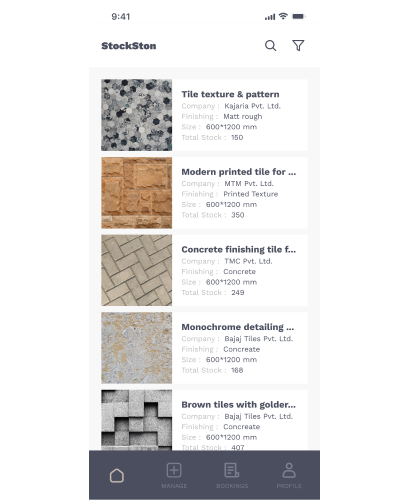 9:41
StockSton
Tile texture & pattern
Company : Kajaria Pvt. Ltd.
Finishing : Matt rough
Size : 600*1200 mm
Total Stock : 150
Modern printed tile for ...
Company : MTM Pvt. Ltd.
Finishing : Printed Texture
Size : 600*1200 mm
Total Stock : 350
Concrete finishing tile f...
Company : TMC Pvt. Ltd.
Finishing : Concrete
Size : 600*1200 mm
Total Stock : 249
Monochrome detailing ...
Company : Bajaj Tiles Pvt. Ltd.
Finishing : Concreate
Size : 600*1200 mm
Total Stock : 168
Brown tiles with golder...
Company : Bajaj Tiles Pvt. Ltd.
Finishing : Concreate
Size : 600*1200 mm
Total Stock : 407
MANAGE BOOKINGS PROFILE